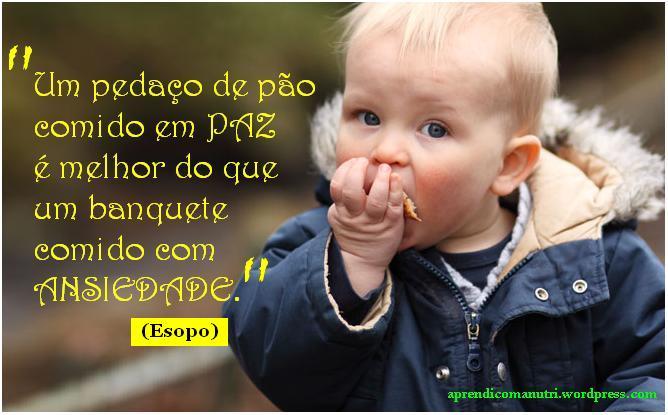 "Um pedaço de pão
comido em PAZ
é melhor do que
um banquete
comido com
ANSIEDADE."
(Esopo)
aprendicomanutri.wordpress.com